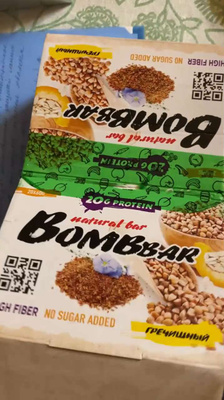 ГРЕЧИШНЫЙ
NO SUGAR ADDED
HIGH FIBER
BOMBBAR
natural bar
20G PROTEIN
20G PROTEIN
natural bar
BOMBBAR
HIGH FIBER
NO SUGAR ADDED
ГРЕЧИШНЫЙ